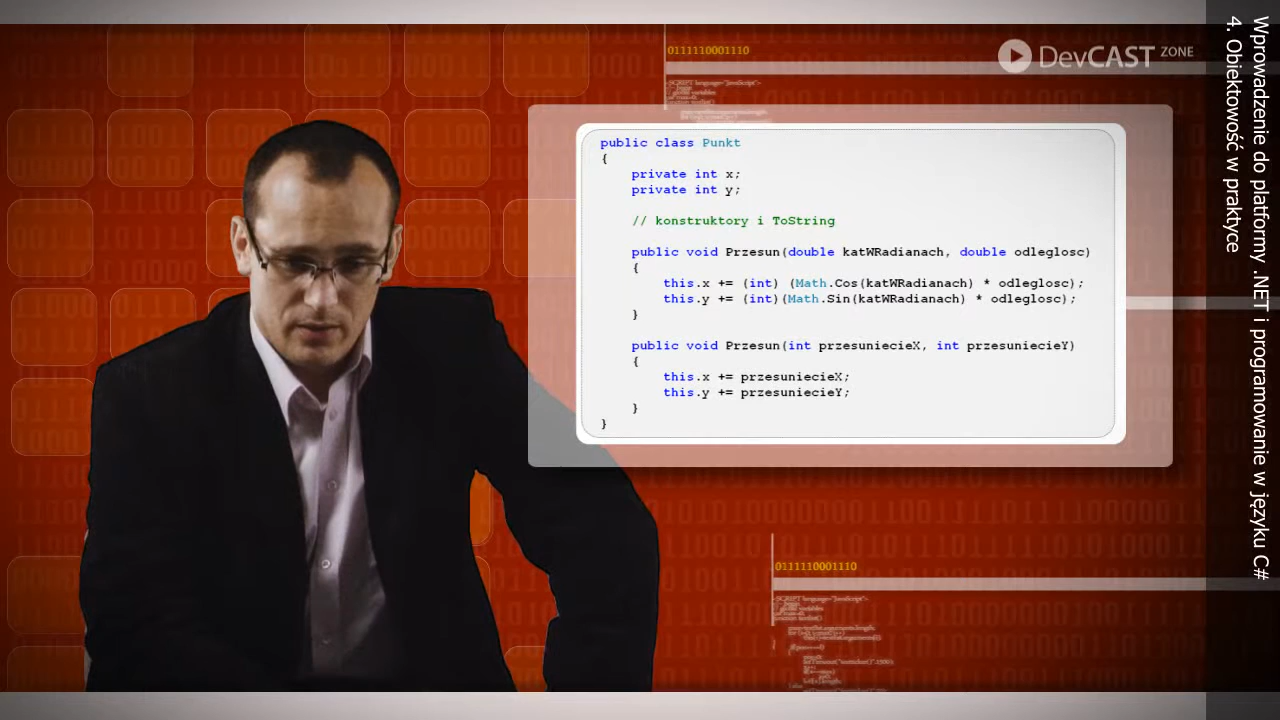 0111110001110
DevCAST ZONE
Wprowadzenie do platformy .NET i programowanie w języku C#
4. Obiektowość w praktyce
public class Punkt
{
private int x;
private int y;
// konstruktory i ToString
public void Przesun(double katWRadianach, double odleglosc)
{
this.x += (int) (Math.Cos(katWRadianach) * odleglosc);
this.y += (int)(Math.Sin(katWRadianach) * odleglosc);
}
public void Przesun(int przesuniecieX, int przesuniecieY)
{
this.x += przesuniecieX;
this.y += przesuniecieY;
}
}
0111110001110